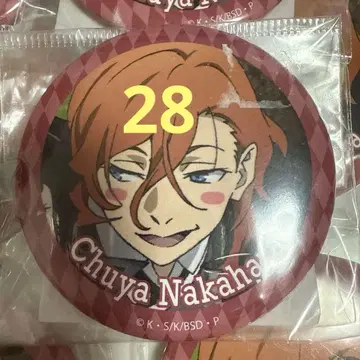 K・S/K/BSD・P
28
Chuya Nakaha
© K・S/K/BSD・P